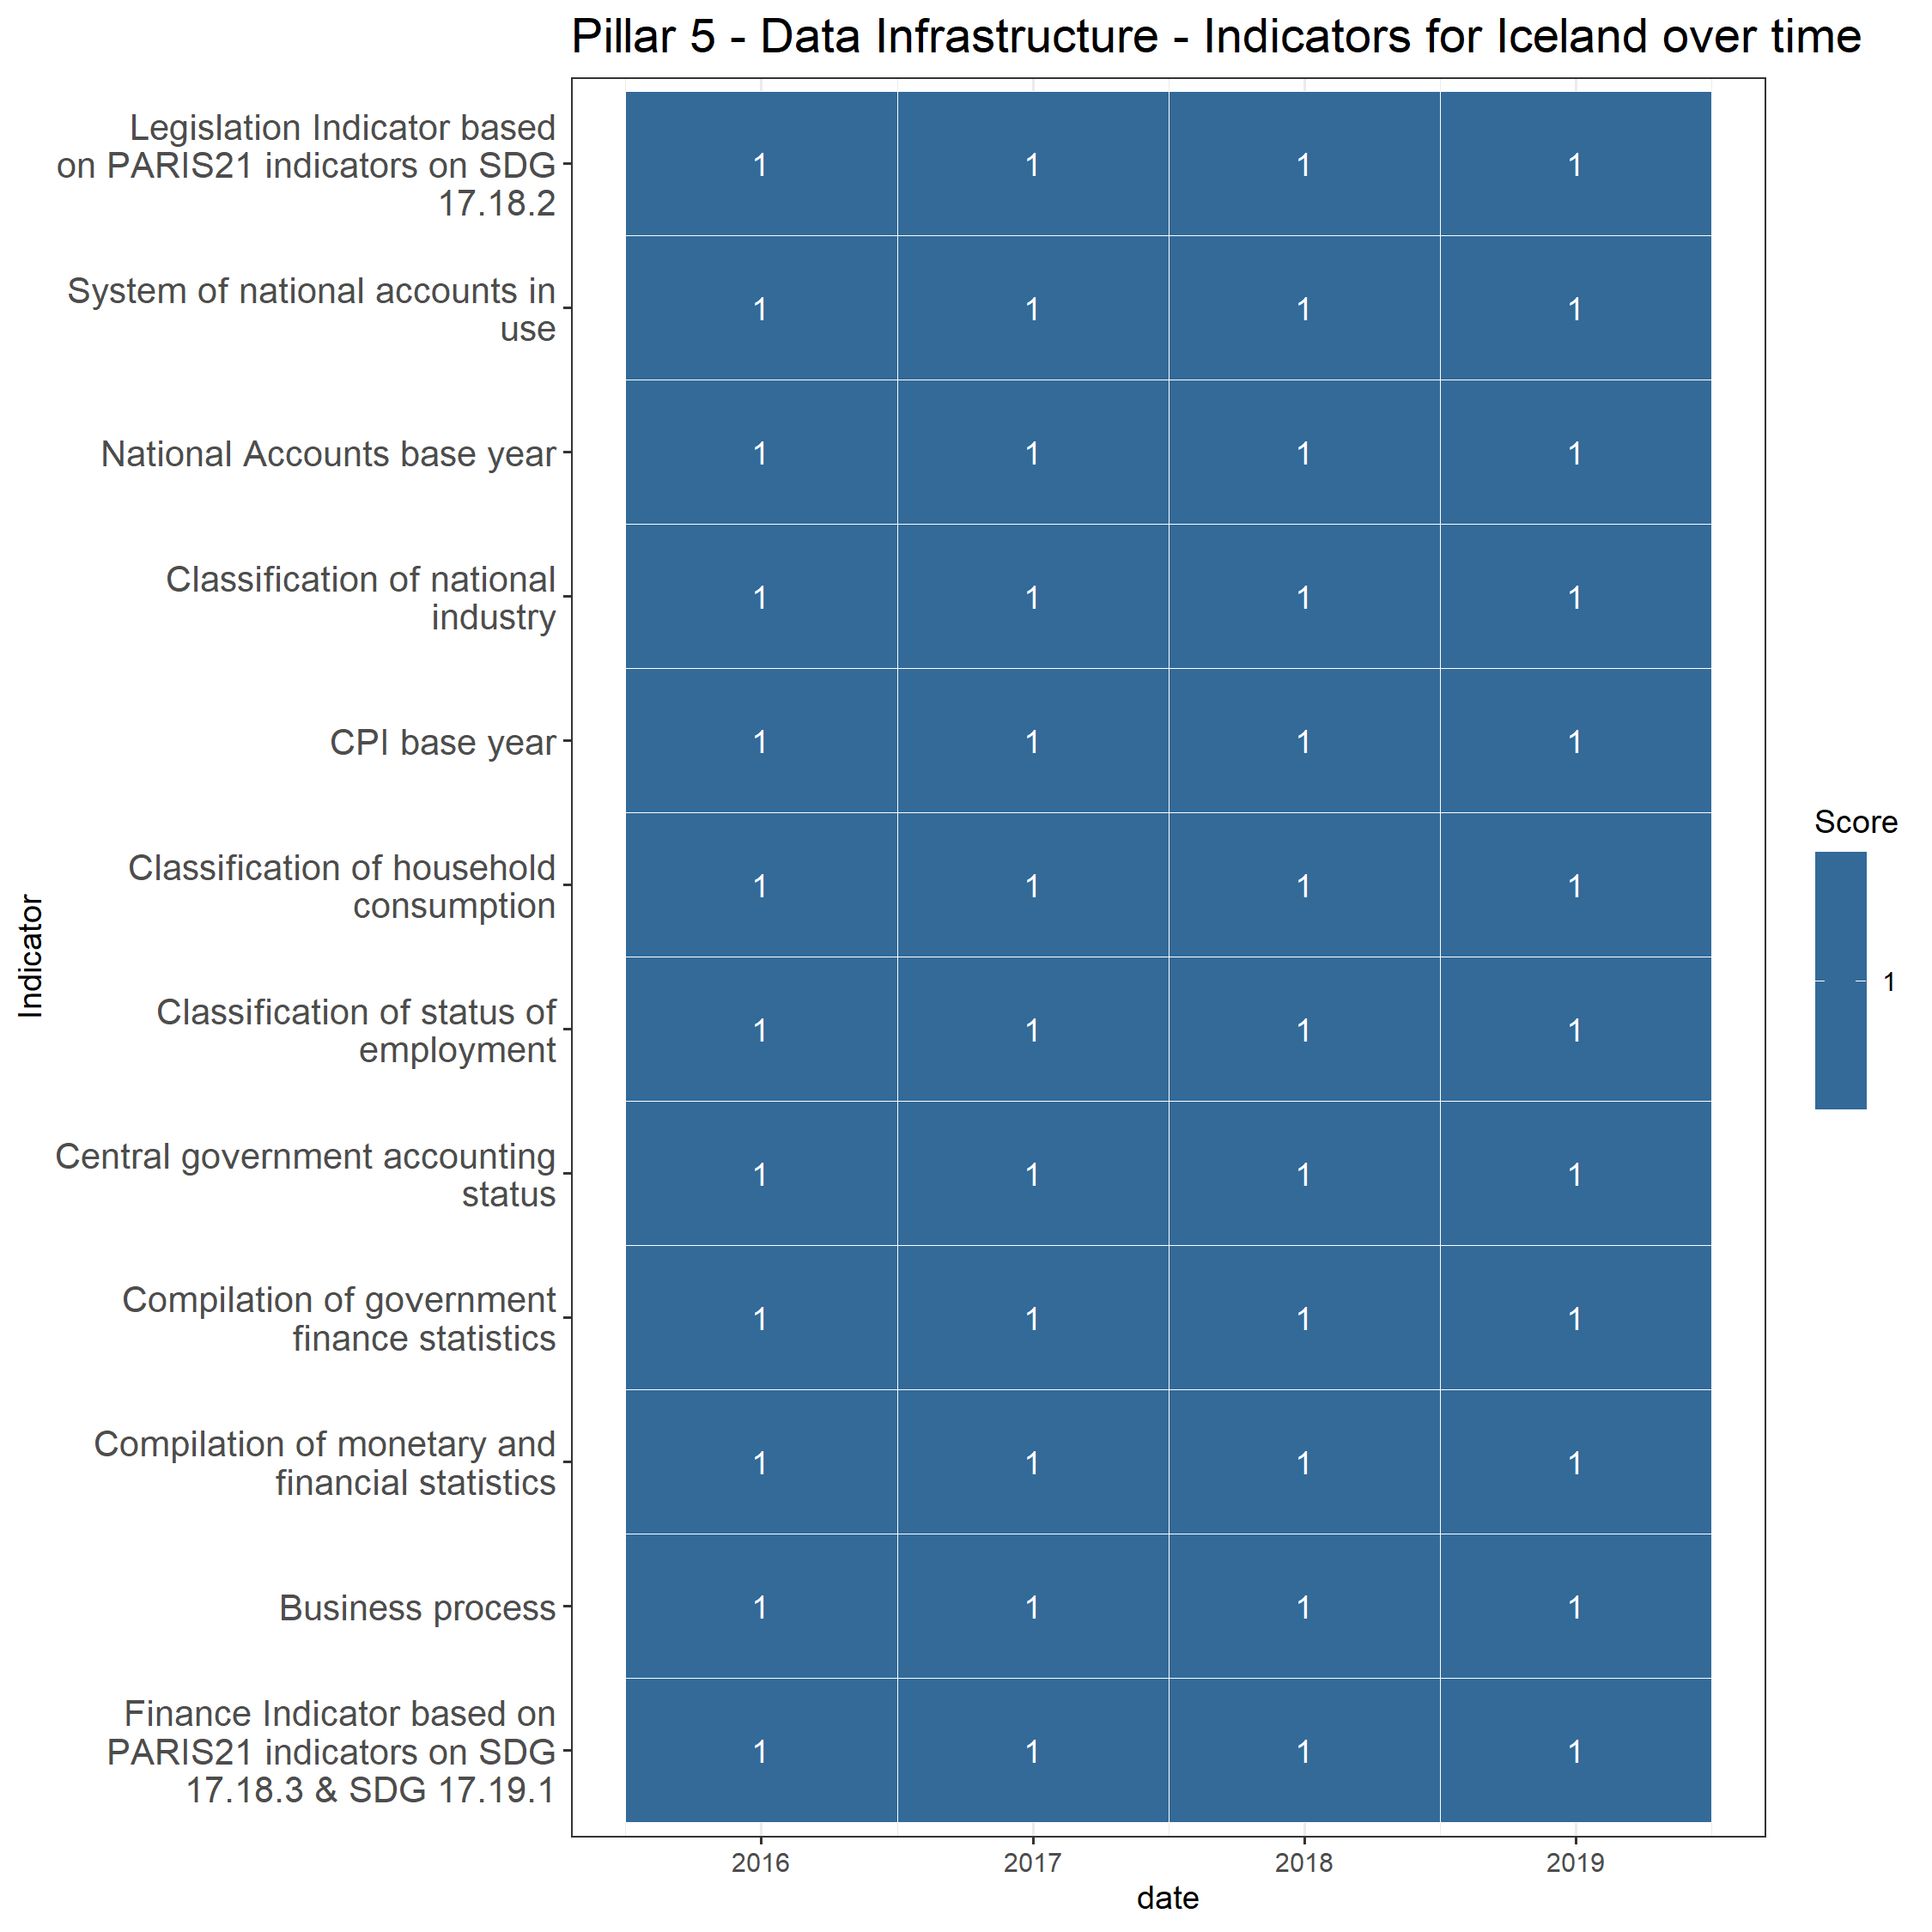 Pillar 5 - Data Infrastructure - Indicators for Iceland over time
Indicator
Legislation Indicator based
on PARIS21 indicators on SDG
17.18.2
1 1 1 1
System of national accounts in
use
1 1 1 1
National Accounts base year
1 1 1 1
Classification of national
industry
1 1 1 1
CPI base year
1 1 1 1
Classification of household
consumption
1 1 1 1
Classification of status of
employment
1 1 1 1
Central government accounting
status
1 1 1 1
Compilation of government
finance statistics
1 1 1 1
Compilation of monetary and
financial statistics
1 1 1 1
Business process
1 1 1 1
Finance Indicator based on
PARIS21 indicators on SDG
17.18.3 & SDG 17.19.1
1 1 1 1
2016 2017 2018 2019
date
Score
1